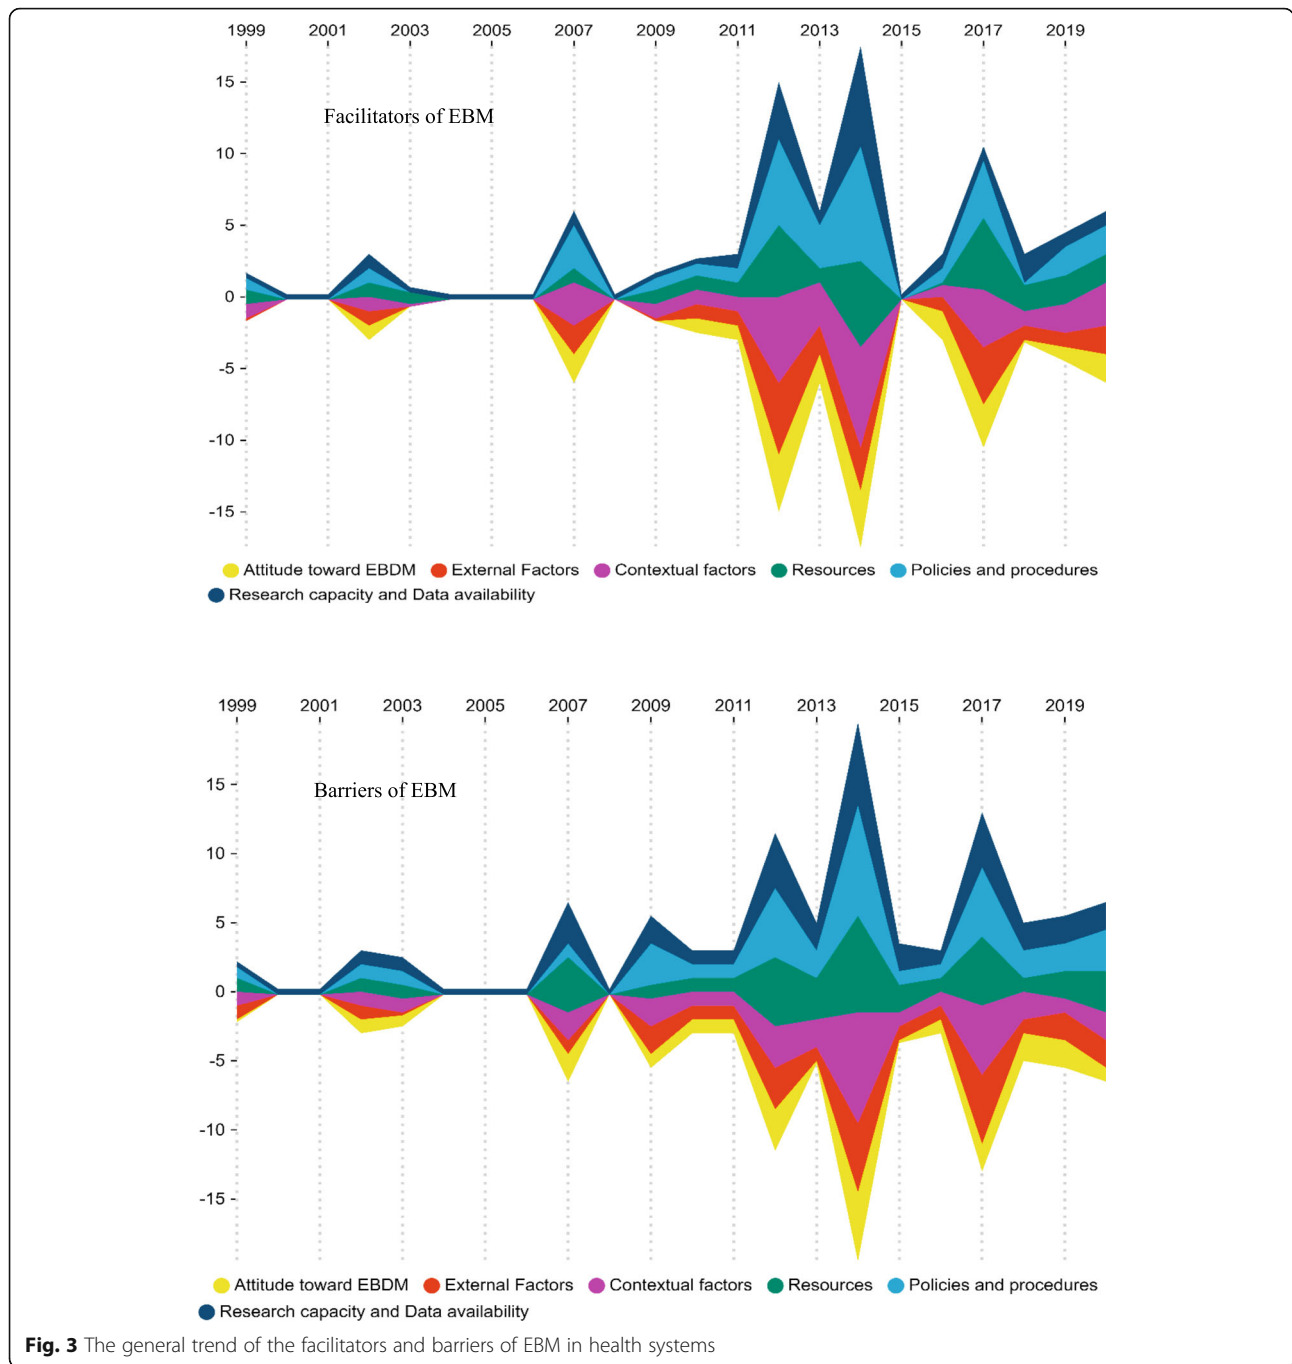 1999 2001 2003 2005 2007 2009 2011 2013 2015 2017 2019
15
Facilitators of EBM
10
5
0
-5
-10
-15
Attitude toward EBDM External Factors Contextual factors Resources Policies and procedures
Research capacity and Data availability
1999 2001 2003 2005 2007 2009 2011 2013 2015 2017 2019
15
Barriers of EBM
10
5
0
-5
-10
-15
Attitude toward EBDM External Factors Contextual factors Resources Policies and procedures
Research capacity and Data availability
Fig. 3 The general trend of the facilitators and barriers of EBM in health systems